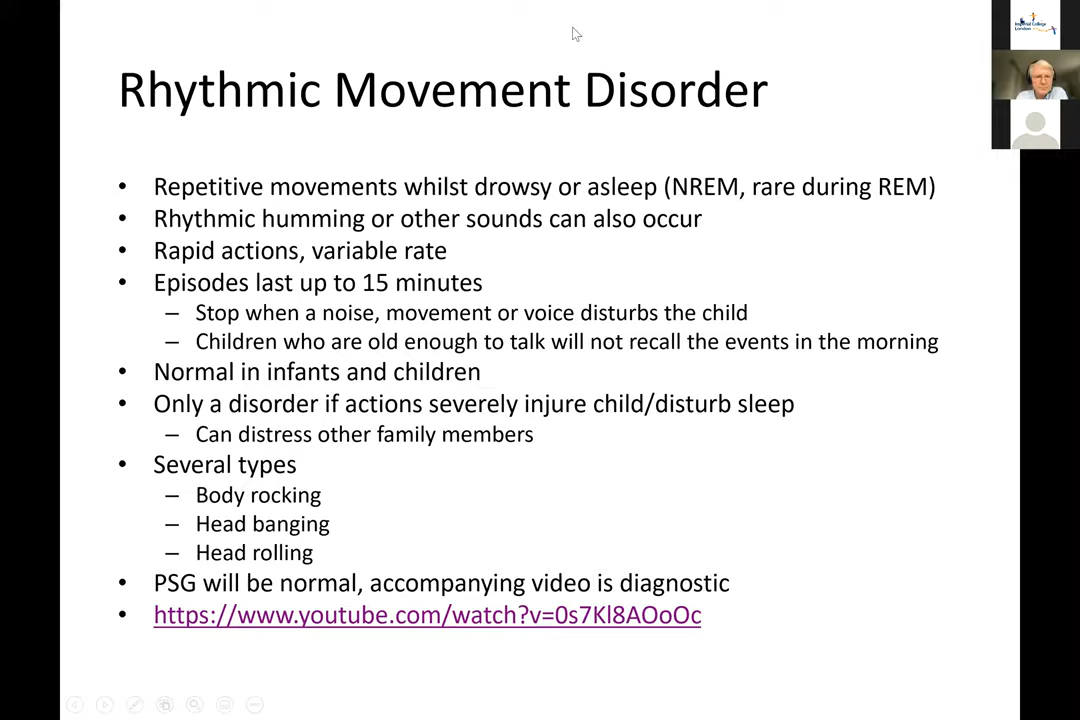 Imperial College
London
Rhythmic Movement Disorder
• Repetitive movements whilst drowsy or asleep (NREM, rare during REM)
• Rhythmic humming or other sounds can also occur
• Rapid actions, variable rate
• Episodes last up to 15 minutes
– Stop when a noise, movement or voice disturbs the child
– Children who are old enough to talk will not recall the events in the morning
• Normal in infants and children
• Only a disorder if actions severely injure child/disturb sleep
– Can distress other family members
• Several types
– Body rocking
– Head banging
– Head rolling
• PSG will be normal, accompanying video is diagnostic
• https://www.youtube.com/watch?v=0s7Kl8AOoOc